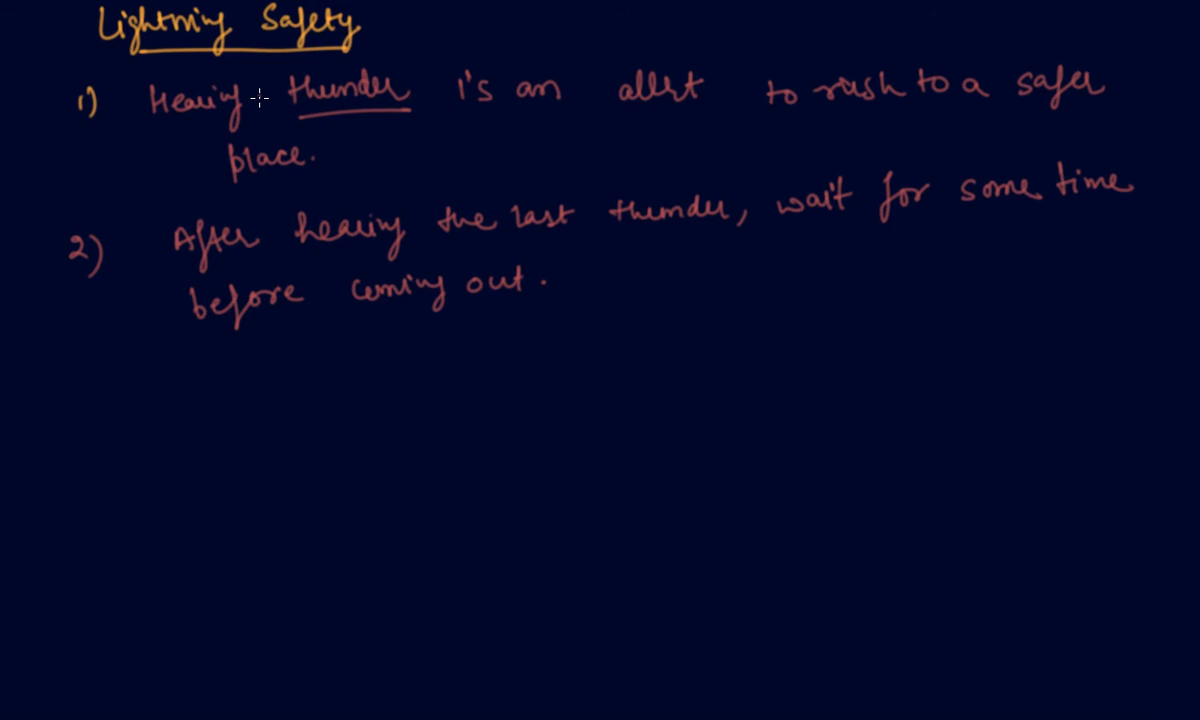 Lightning Safety
1) Hearing thunder is an alert to rush to a safer
place.
2) After hearing the last thunder, wait for some time
before coming out.